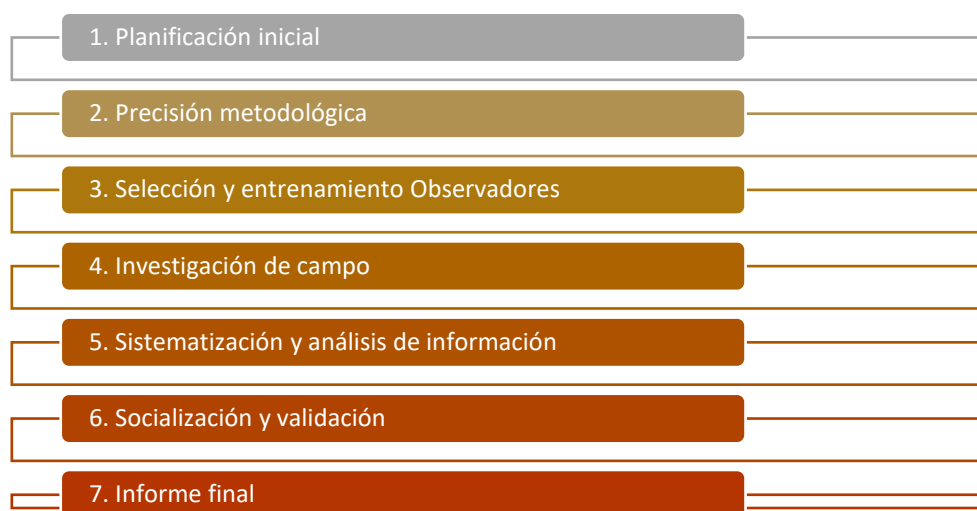 1. Planificación inicial
2. Precisión metodológica
3. Selección y entrenamiento Observadores
4. Investigación de campo
5. Sistematización y análisis de información
6. Socialización y validación
7. Informe final